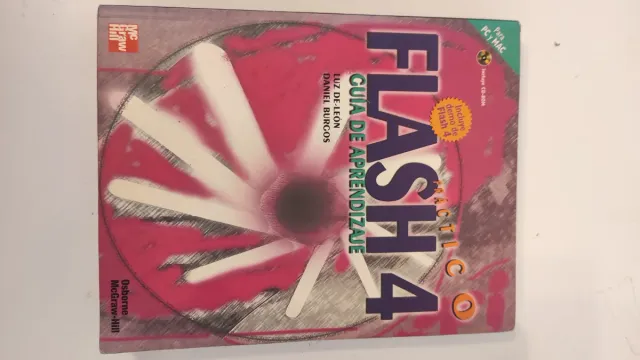 Para
PC Y MAC
Incluye CD-ROM
PRÁCTICO
FLASH 4
Incluye
demo de
Flash 4
GUÍA DE APRENDIZAJE
LUZ DE-LEÓN
DANIEL BURGOS
Mc
Graw
Hill
Osborne
McGraw-Hill